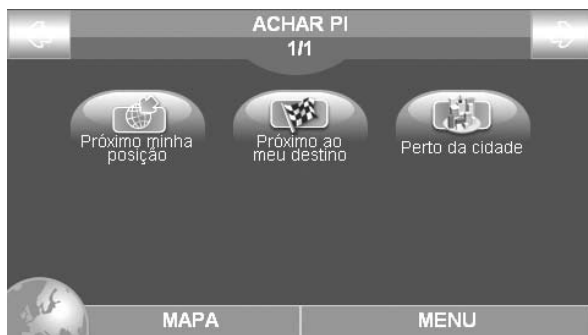 ACHAR PI
1/1
Próximo minha
posição
Próximo ao
meu destino
Perto da cidade
MAPA
MENU